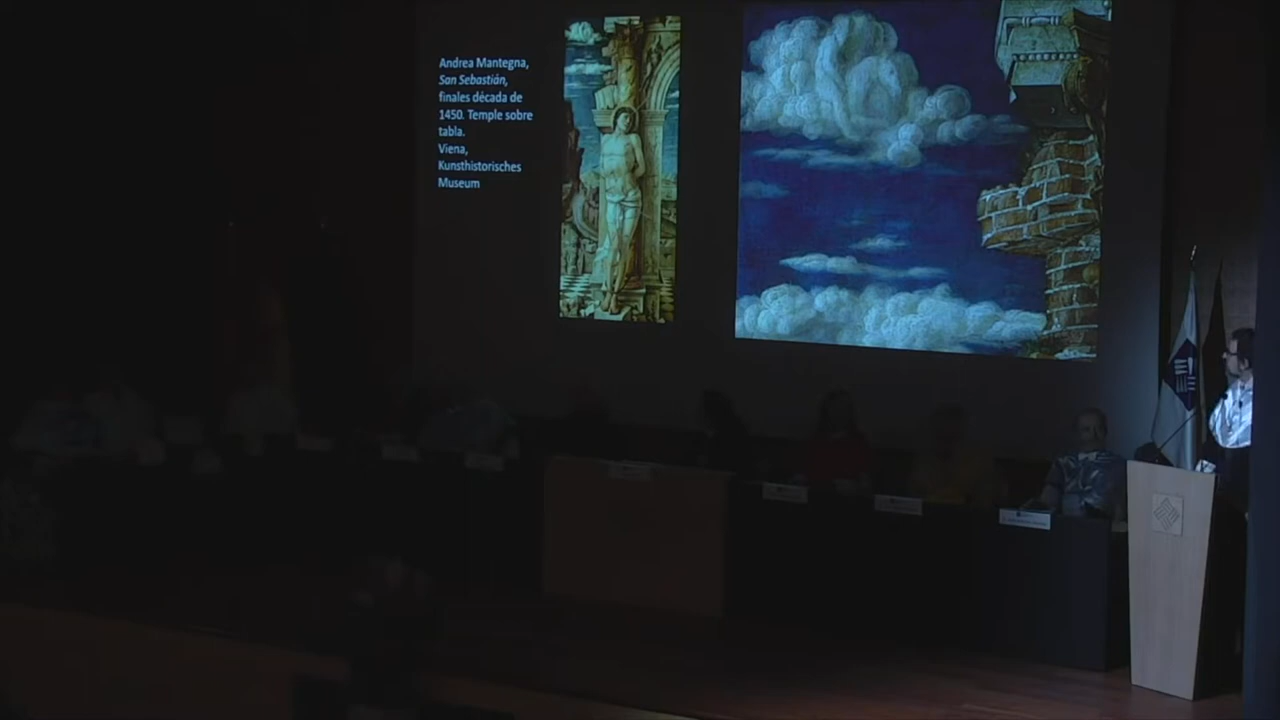 Andrea Mantegna,
San Sebastián,
finales década de
1450. Temple sobre
tabla.
Viena,
Kunsthistorisches
Museum